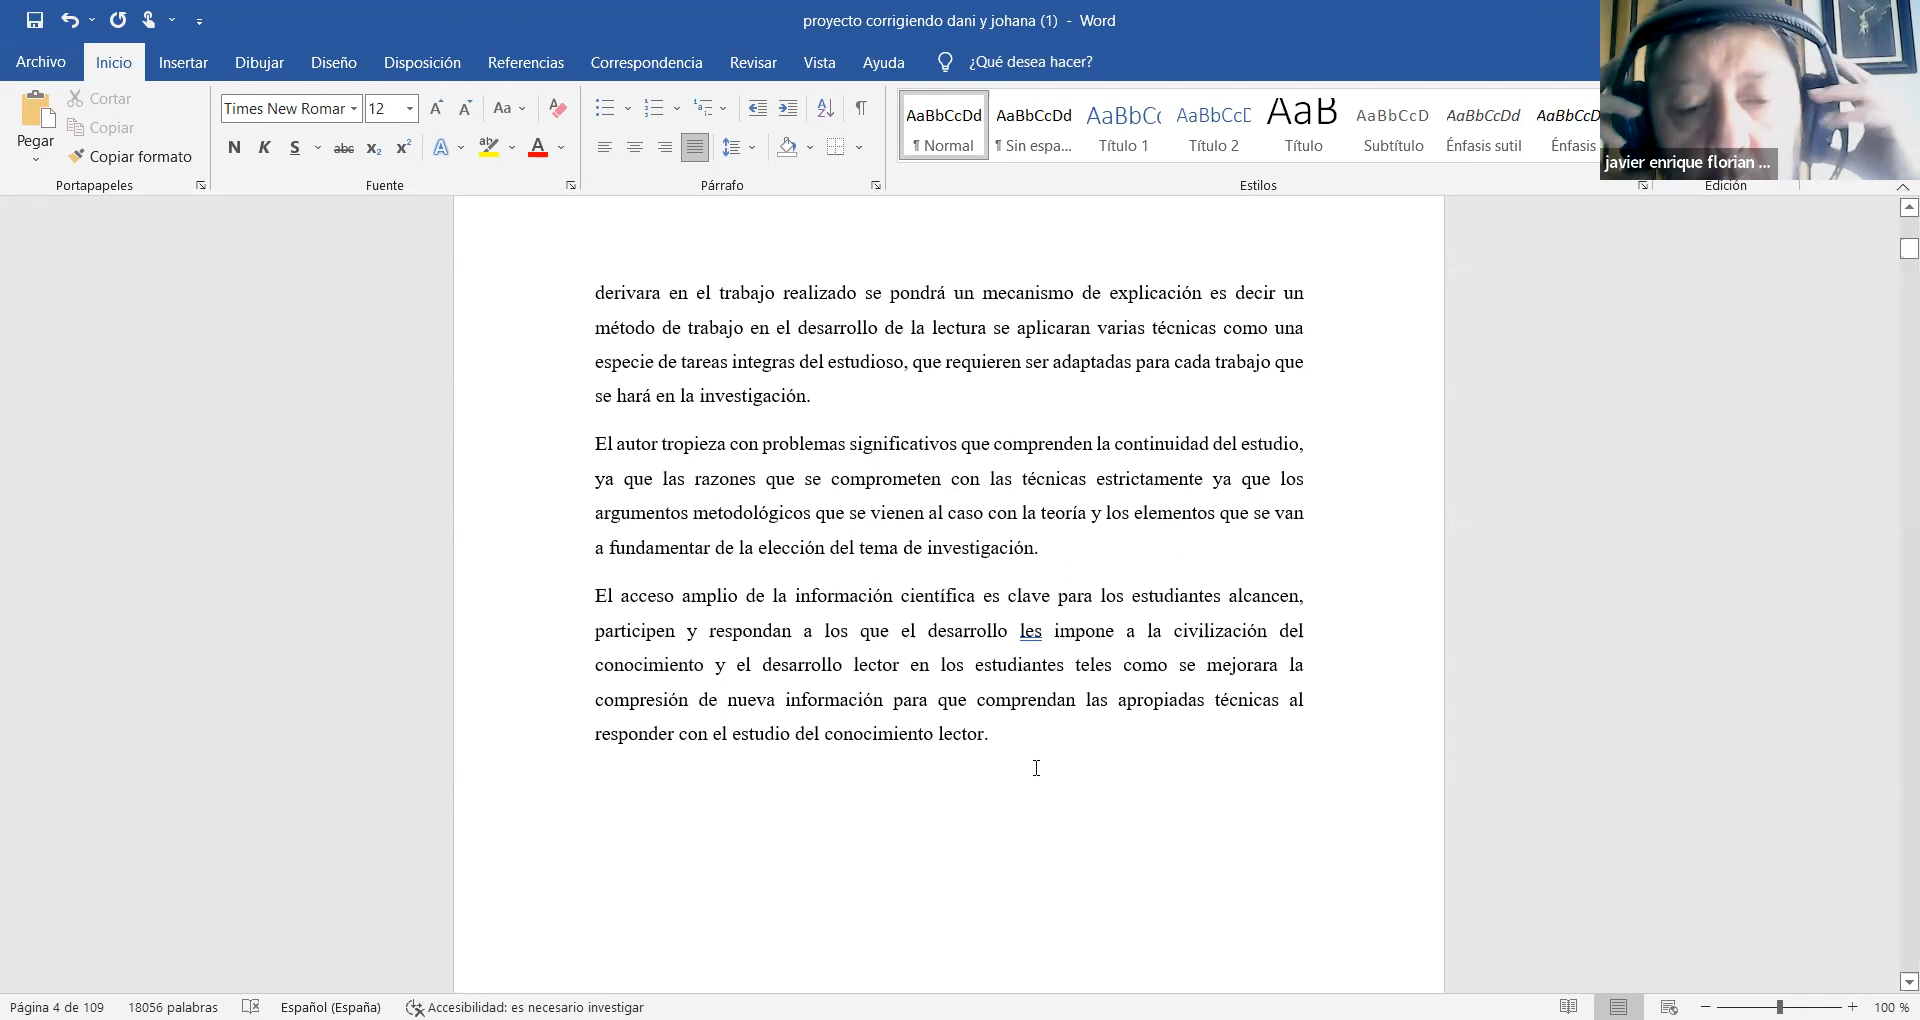 proyecto corrigiendo dani y johana (1) - Word
Archivo Inicio Insertar Dibujar Diseño Disposición Referencias Correspondencia Revisar Vista Ayuda ¿Qué desea hacer?
Pegar
Cortar
Copiar
Copiar formato
Portapapeles
Times New Romar 12
Aa
N K S abc x₂ x²
Fuente
Párrafo
AaBbCcDd AaBbCcDd AaBbCc AaBbCcE AaB AaBbCcD AaBbCcDd AaBbCcD
¶ Normal ¶ Sin espa... Título 1 Título 2 Título Subtítulo Énfasis sutil Énfasis
Estilos
Edición
javier enrique florian ...
derivara en el trabajo realizado se pondrá un mecanismo de explicación es decir un
método de trabajo en el desarrollo de la lectura se aplicaran varias técnicas como una
especie de tareas integras del estudioso, que requieren ser adaptadas para cada trabajo que
se hará en la investigación.
El autor tropieza con problemas significativos que comprenden la continuidad del estudio,
ya que las razones que se comprometen con las técnicas estrictamente ya que los
argumentos metodológicos que se vienen al caso con la teoría y los elementos que se van
a fundamentar de la elección del tema de investigación.
El acceso amplio de la información científica es clave para los estudiantes alcancen,
participen y respondan a los que el desarrollo les impone a la civilización del
conocimiento y el desarrollo lector en los estudiantes teles como se mejorara la
compresión de nueva información para que comprendan las apropiadas técnicas al
responder con el estudio del conocimiento lector.
Página 4 de 109 18056 palabras Español (España) Accesibilidad: es necesario investigar 100 %